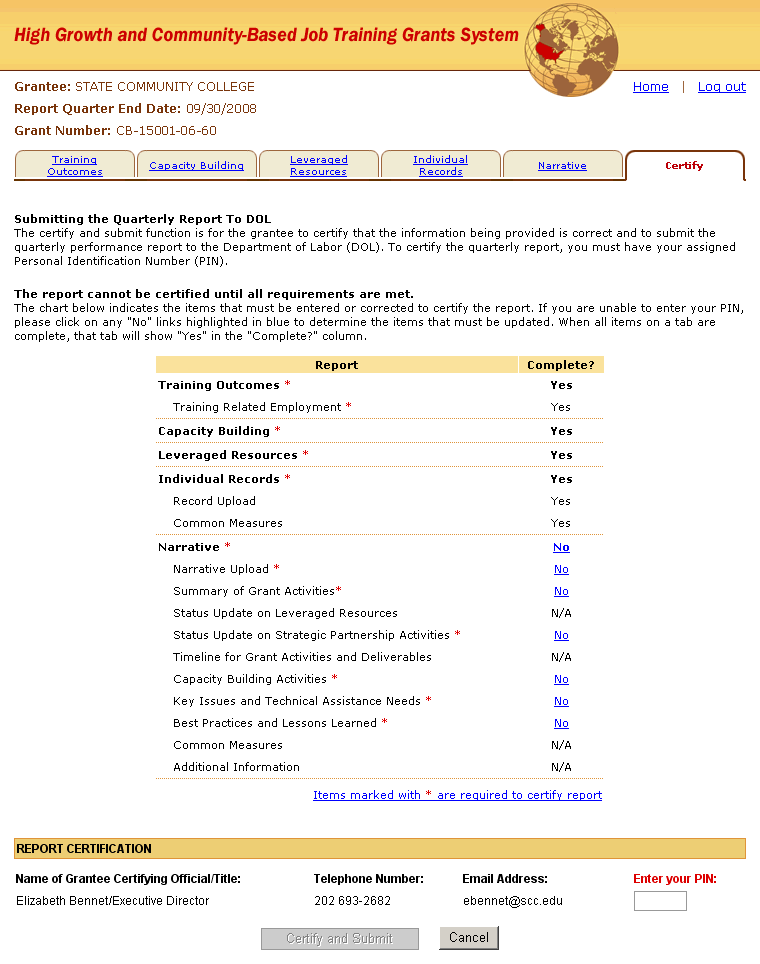 High Growth and Community-Based Job Training Grants System
Grantee: STATE COMMUNITY COLLEGE
Home | Log out
Report Quarter End Date: 09/30/2008
Grant Number: CB-15001-06-60
Training Outcomes
Capacity Building
Leveraged Resources
Individual Records
Narrative
Certify
Submitting the Quarterly Report To DOL
The certify and submit function is for the grantee to certify that the information being provided is correct and to submit the
quarterly performance report to the Department of Labor (DOL). To certify the quarterly report, you must have your assigned
Personal Identification Number (PIN).
The report cannot be certified until all requirements are met.
The chart below indicates the items that must be entered or corrected to certify the report. If you are unable to enter your PIN,
please click on any "No" links highlighted in blue to determine the items that must be updated. When all items on a tab are
complete, that tab will show "Yes" in the "Complete?" column.
Report Complete?
Training Outcomes * Yes
Training Related Employment * Yes
Capacity Building * Yes
Leveraged Resources * Yes
Individual Records * Yes
Record Upload Yes
Common Measures Yes
Narrative * No
Narrative Upload * No
Summary of Grant Activities* No
Status Update on Leveraged Resources N/A
Status Update on Strategic Partnership Activities * No
Timeline for Grant Activities and Deliverables N/A
Capacity Building Activities * No
Key Issues and Technical Assistance Needs * No
Best Practices and Lessons Learned * No
Common Measures N/A
Additional Information N/A
Items marked with * are required to certify report
REPORT CERTIFICATION
Name of Grantee Certifying Official/Title: Telephone Number: Email Address: Enter your PIN:
Elizabeth Bennet/Executive Director 202 693-2682 ebennet@scc.edu
Certify and Submit Cancel